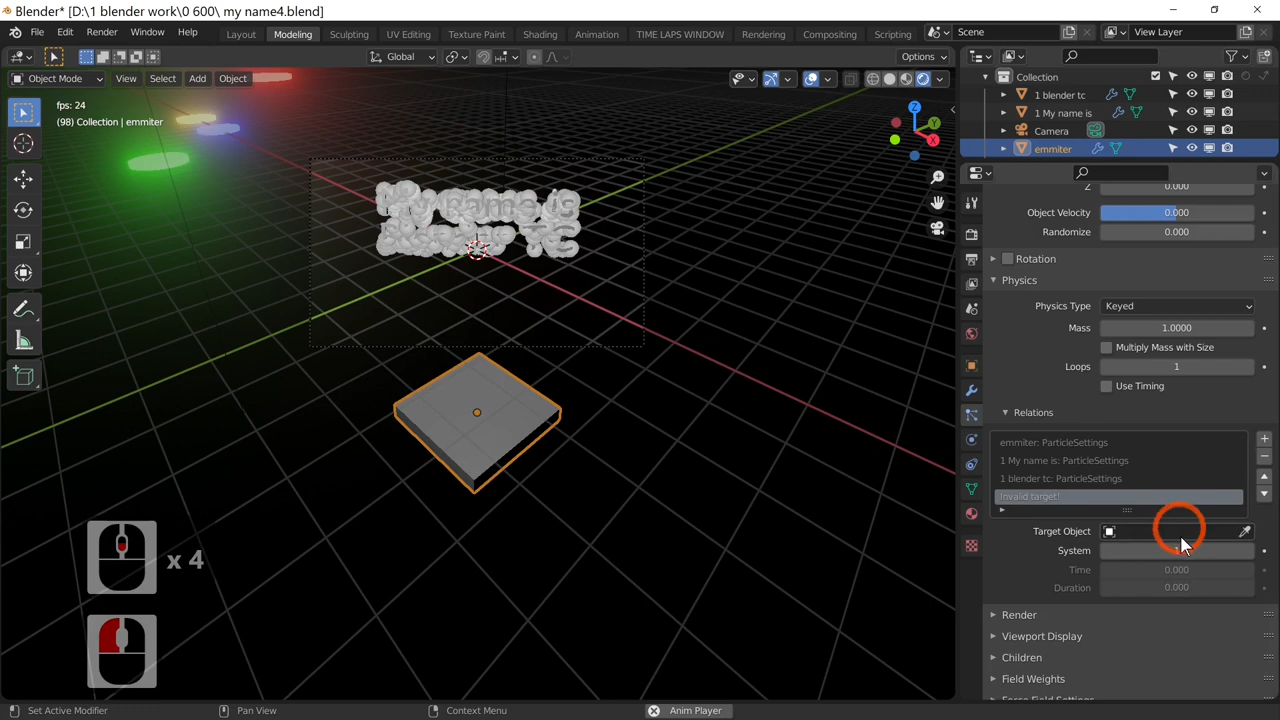 Blender* [D:\1 blender work\0 600\ my name4.blend]
File Edit Render Window Help Layout Modeling Sculpting UV Editing Texture Paint Shading Animation TIME LAPS WINDOW Rendering Compositing Scripting Scene View Layer
Global Options
Object Mode View Select Add Object
Collection
1 blender tc
1 My name is
Camera
emmiter
fps: 24
(98) Collection | emmiter
Z
X
Y
Z 0.000
Object Velocity 0.000
Randomize 0.000
Rotation
Physics
Physics Type Keyed
Mass 1.0000
Multiply Mass with Size
Loops 1
Use Timing
Relations
emmiter: ParticleSettings
1 My name is: ParticleSettings
1 blender tc: ParticleSettings
Invalid target!
Target Object
System
Time 0.000
Duration 0.000
Render
Viewport Display
Children
Field Weights
Force Field Settings
x 4
Set Active Modifier Pan View Context Menu Anim Player